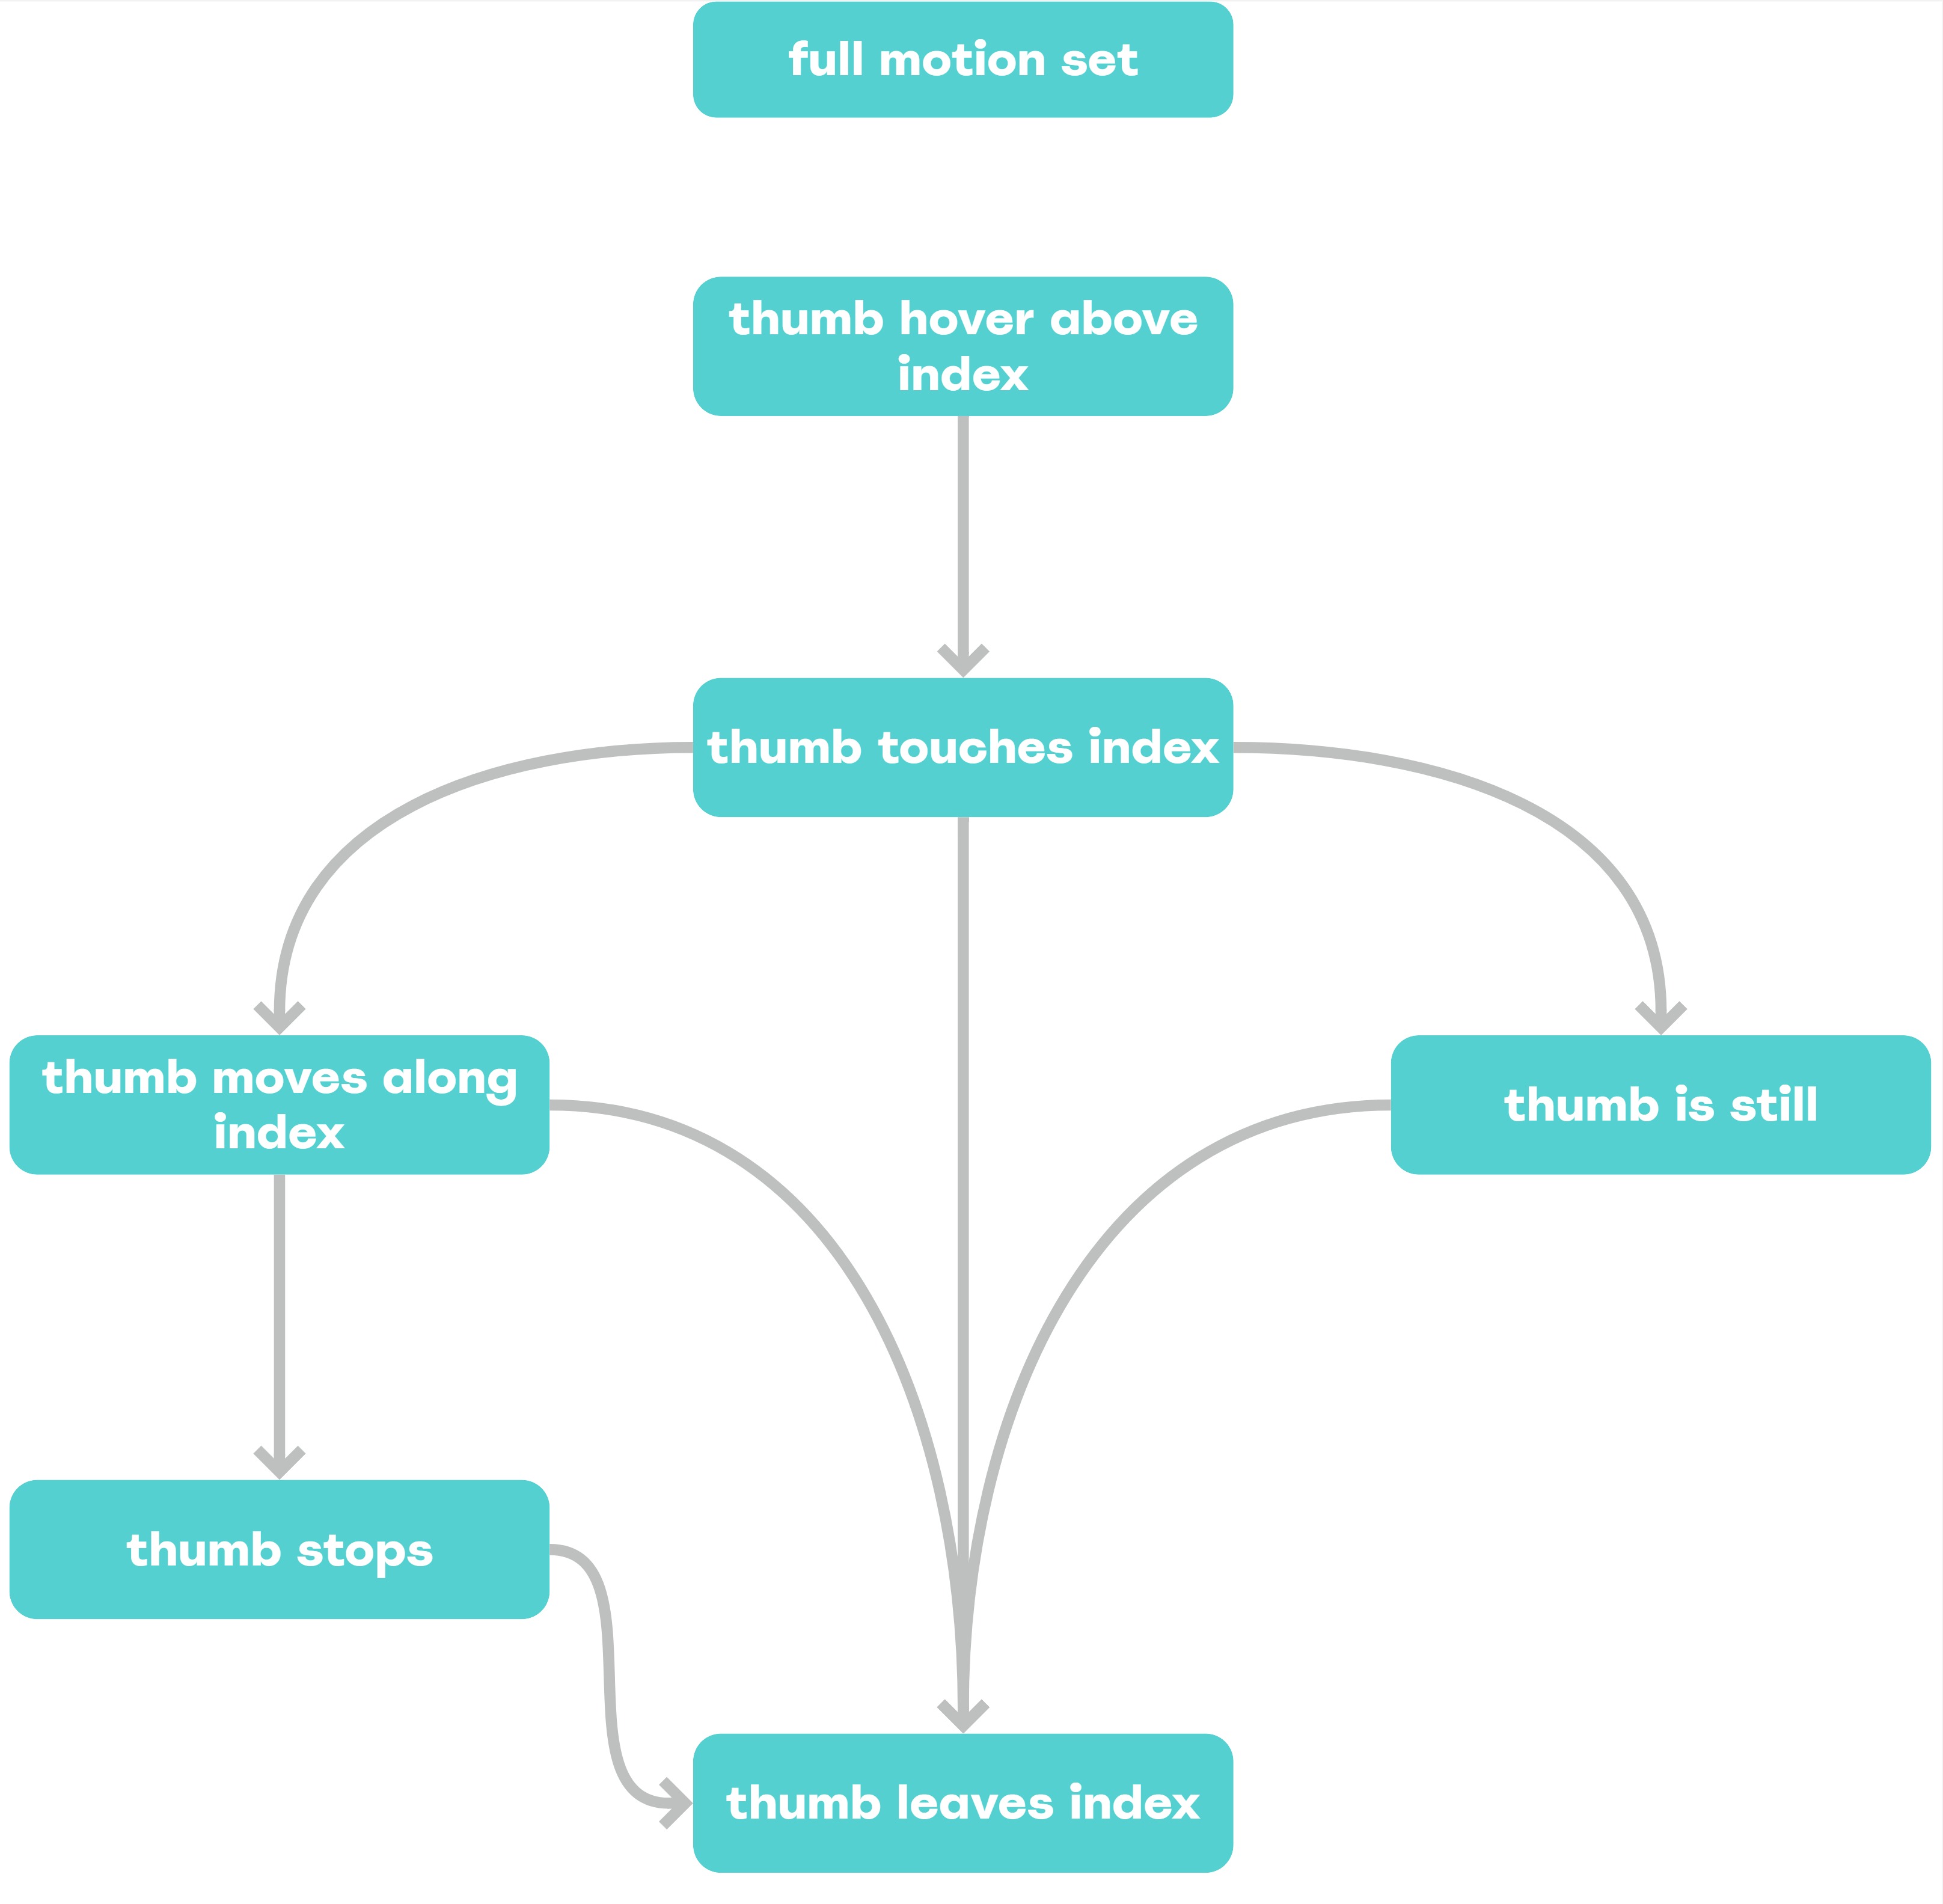 full motion set
thumb hover above
index
thumb touches index
thumb moves along
index
thumb is still
thumb stops
thumb leaves index